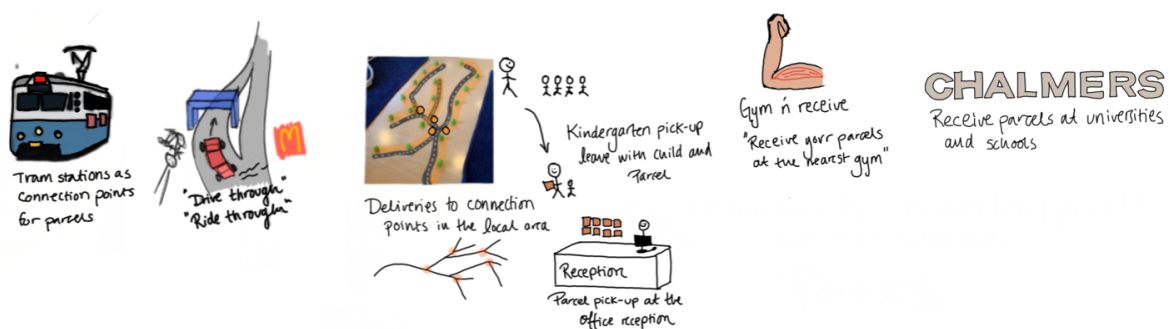 Tram stations as
connection points
for parcels
"Drive through"
"Ride through"
Deliveries to connection
points in the local area
Kindergarten pick-up
leave with child and
parcel
Reception
Parcel pick-up at the
office reception
Gym ń receive
"Receive your parcels
at the nearest gym"
CHALMERS
Receive parcels at universities
and schools